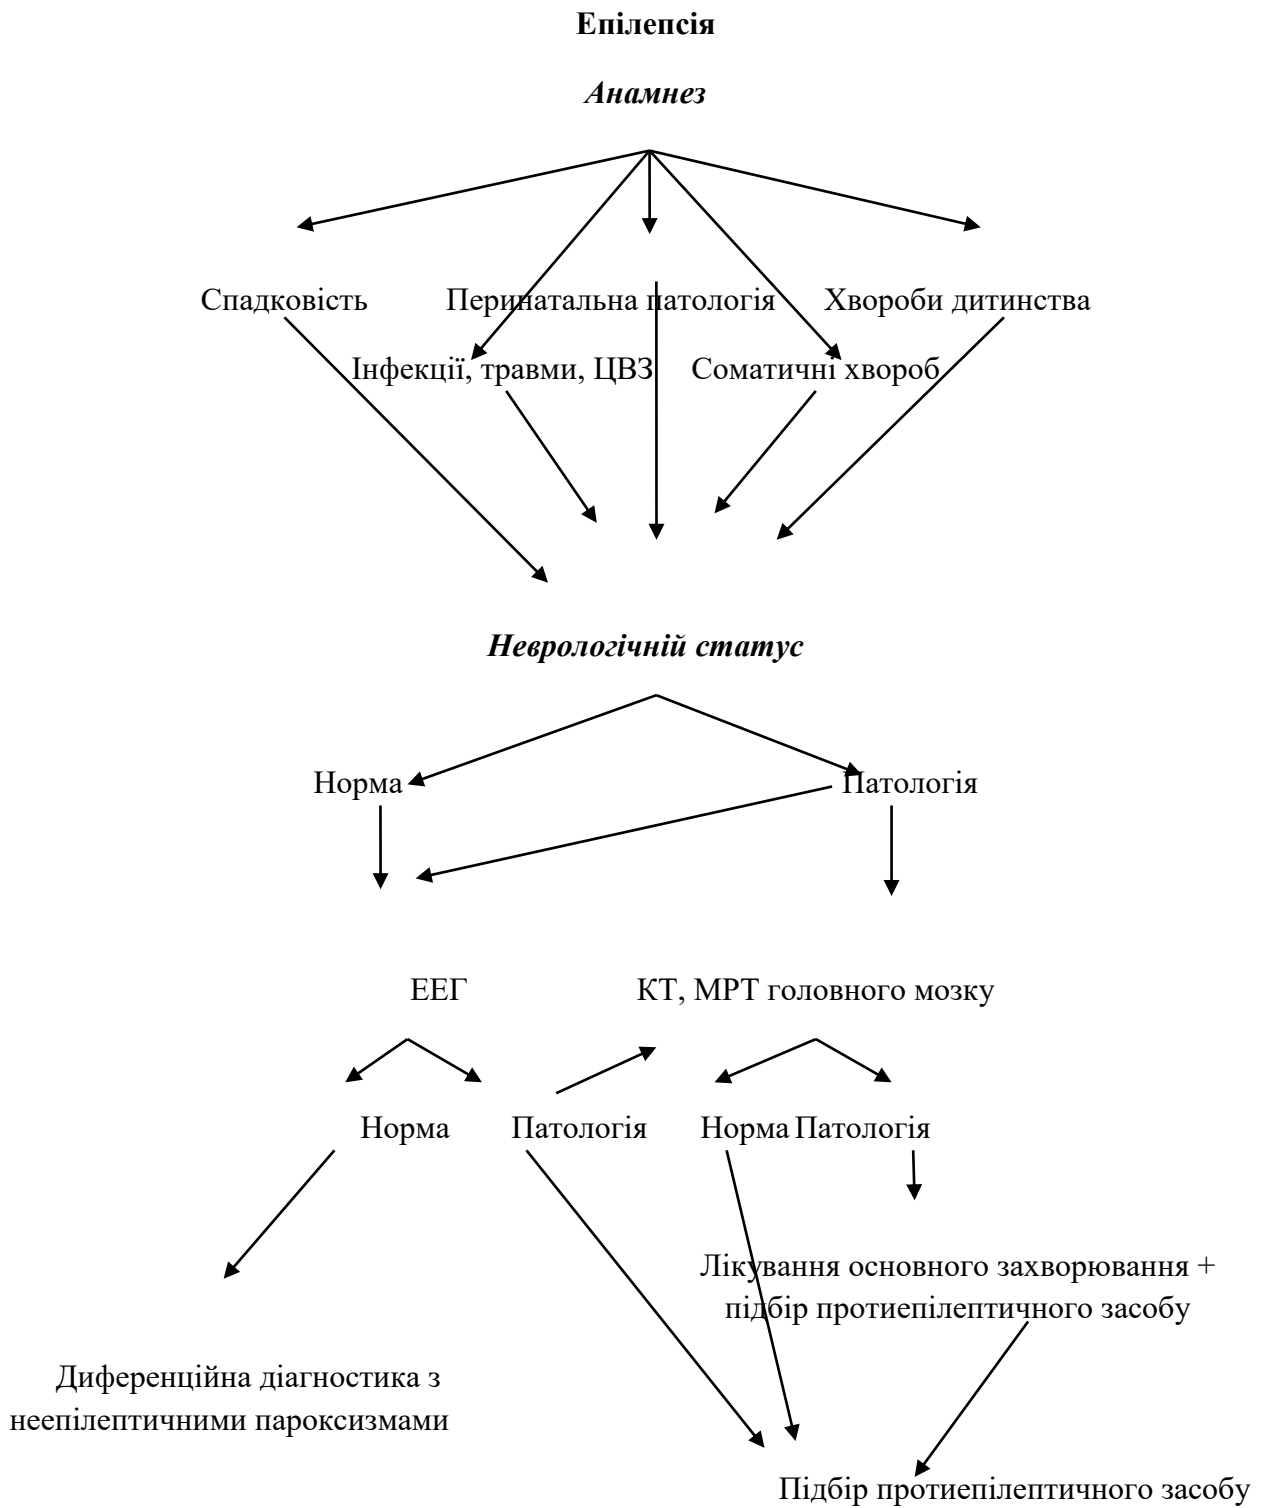 Епілепсія
Анамнез
Спадковість Перинатальна патологія Хвороби дитинства
Інфекції, травми, ЦВЗ Соматичні хвороб
Неврологічній статус
Норма Патологія
ЕЕГ КТ, МРТ головного мозку
Норма Патологія Норма Патологія
Лікування основного захворювання +
підбір протиепілептичного засобу
Диференційна діагностика з
неепілептичними пароксизмами
Підбір протиепілептичного засобу